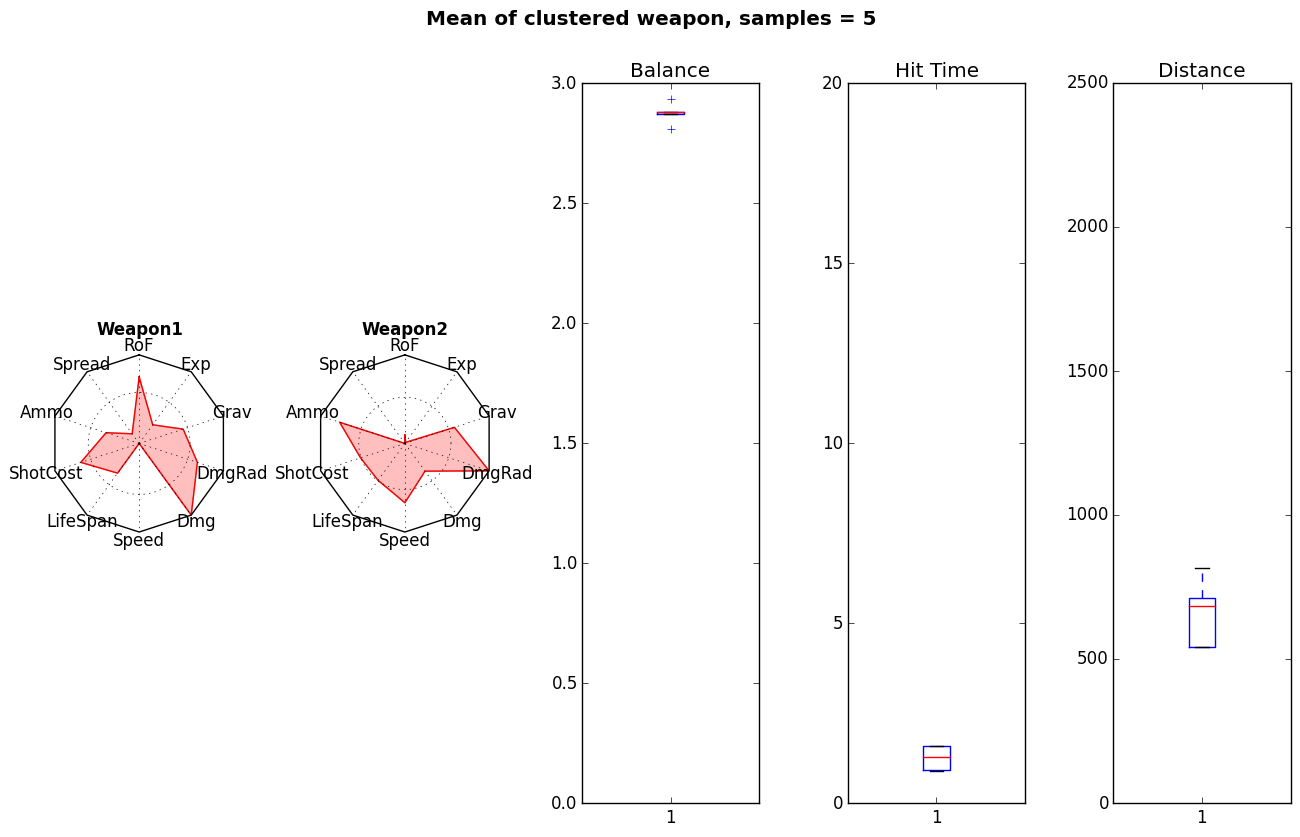 Mean of clustered weapon, samples = 5
Weapon1
RoF
Spread
Exp
Ammo
Grav
ShotCost
DmgRad
LifeSpan
Dmg
Speed
Weapon2
RoF
Spread
Exp
Ammo
Grav
ShotCost
DmgRad
LifeSpan
Dmg
Speed
Balance
3.0
2.5
2.0
1.5
1.0
0.5
0.0
1
Hit Time
20
15
10
5
0
1
Distance
2500
2000
1500
1000
500
0
1